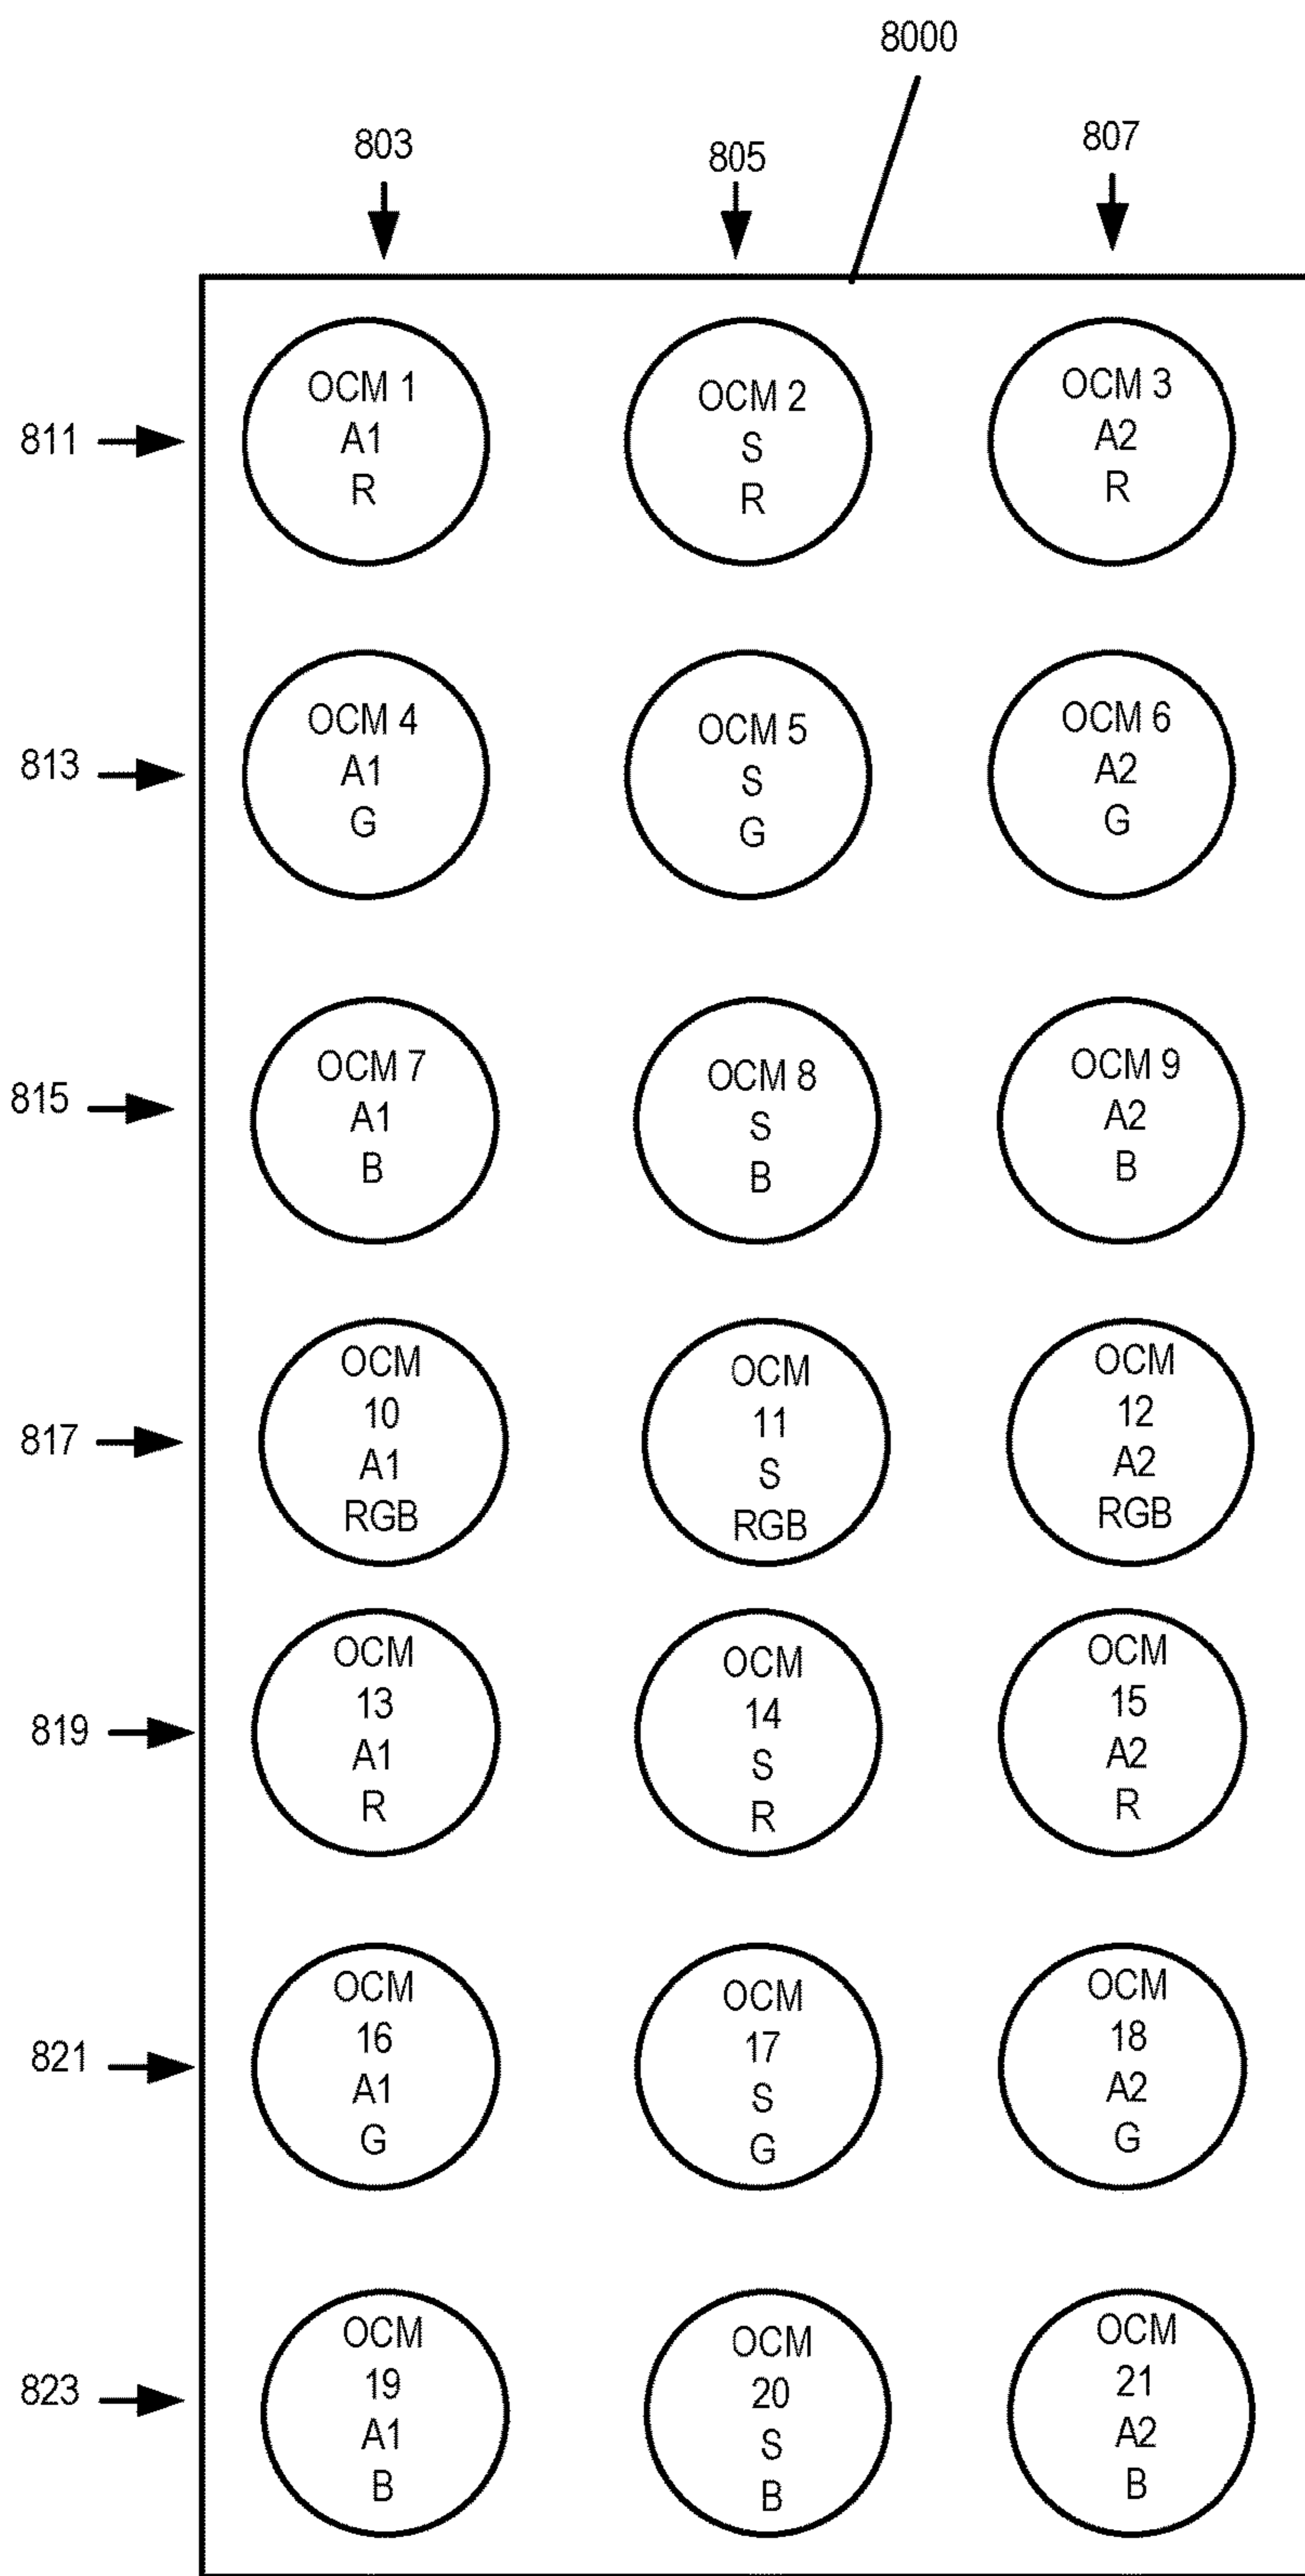 8000
803
805
807
811
OCM 1
A1
R
OCM 2
S
R
OCM 3
A2
R
813
OCM 4
A1
G
OCM 5
S
G
OCM 6
A2
G
815
OCM 7
A1
B
OCM 8
S
B
OCM 9
A2
B
817
OCM
10
A1
RGB
OCM
11
S
RGB
OCM
12
A2
RGB
819
OCM
13
A1
R
OCM
14
S
R
OCM
15
A2
R
821
OCM
16
A1
G
OCM
17
S
G
OCM
18
A2
G
823
OCM
19
A1
B
OCM
20
S
B
OCM
21
A2
B